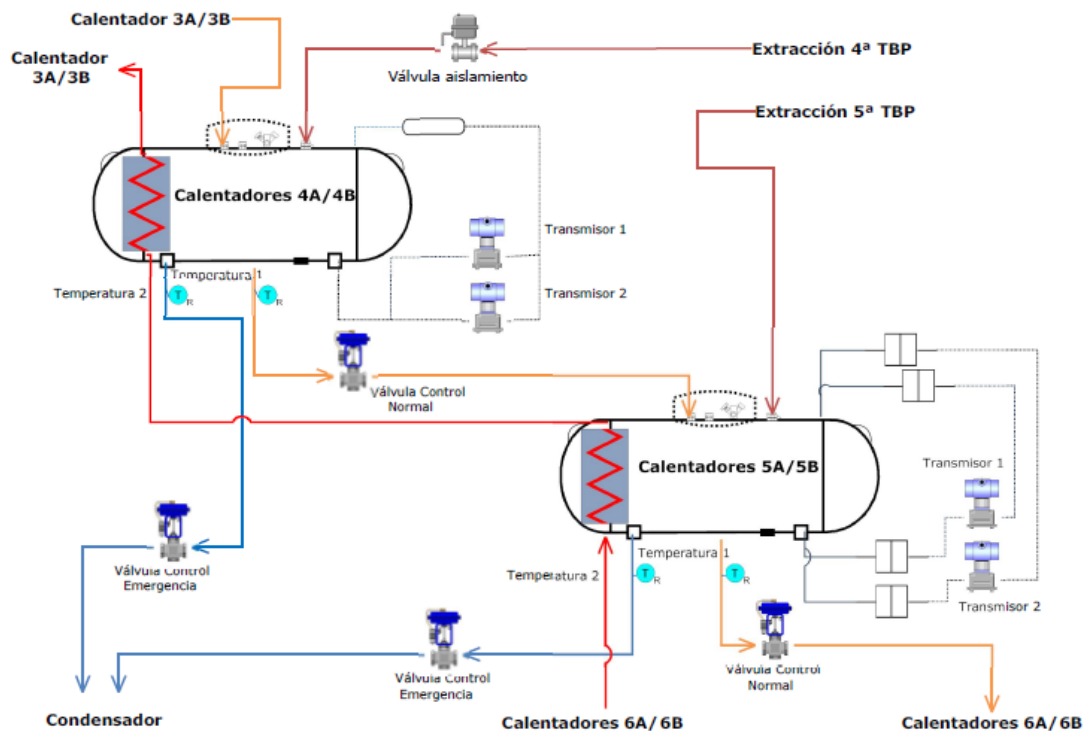 Calentador 3A/3B
Calentador
3A/3B
Válvula aislamiento
Extracción 4ª TBP
Extracción 5ª TBP
Calentadores 4A/4B
Transmisor 1
Transmisor 2
Temperatura 1
Temperatura 2
T
R
T
R
Válvula Control
Normal
Calentadores 5A/5B
Transmisor 1
Transmisor 2
Temperatura 1
Temperatura 2
T
R
T
R
Válvula Control
Emergencia
Válvula Control
Emergencia
Válvula Control
Normal
Condensador
Calentadores 6A/6B
Calentadores 6A/6B